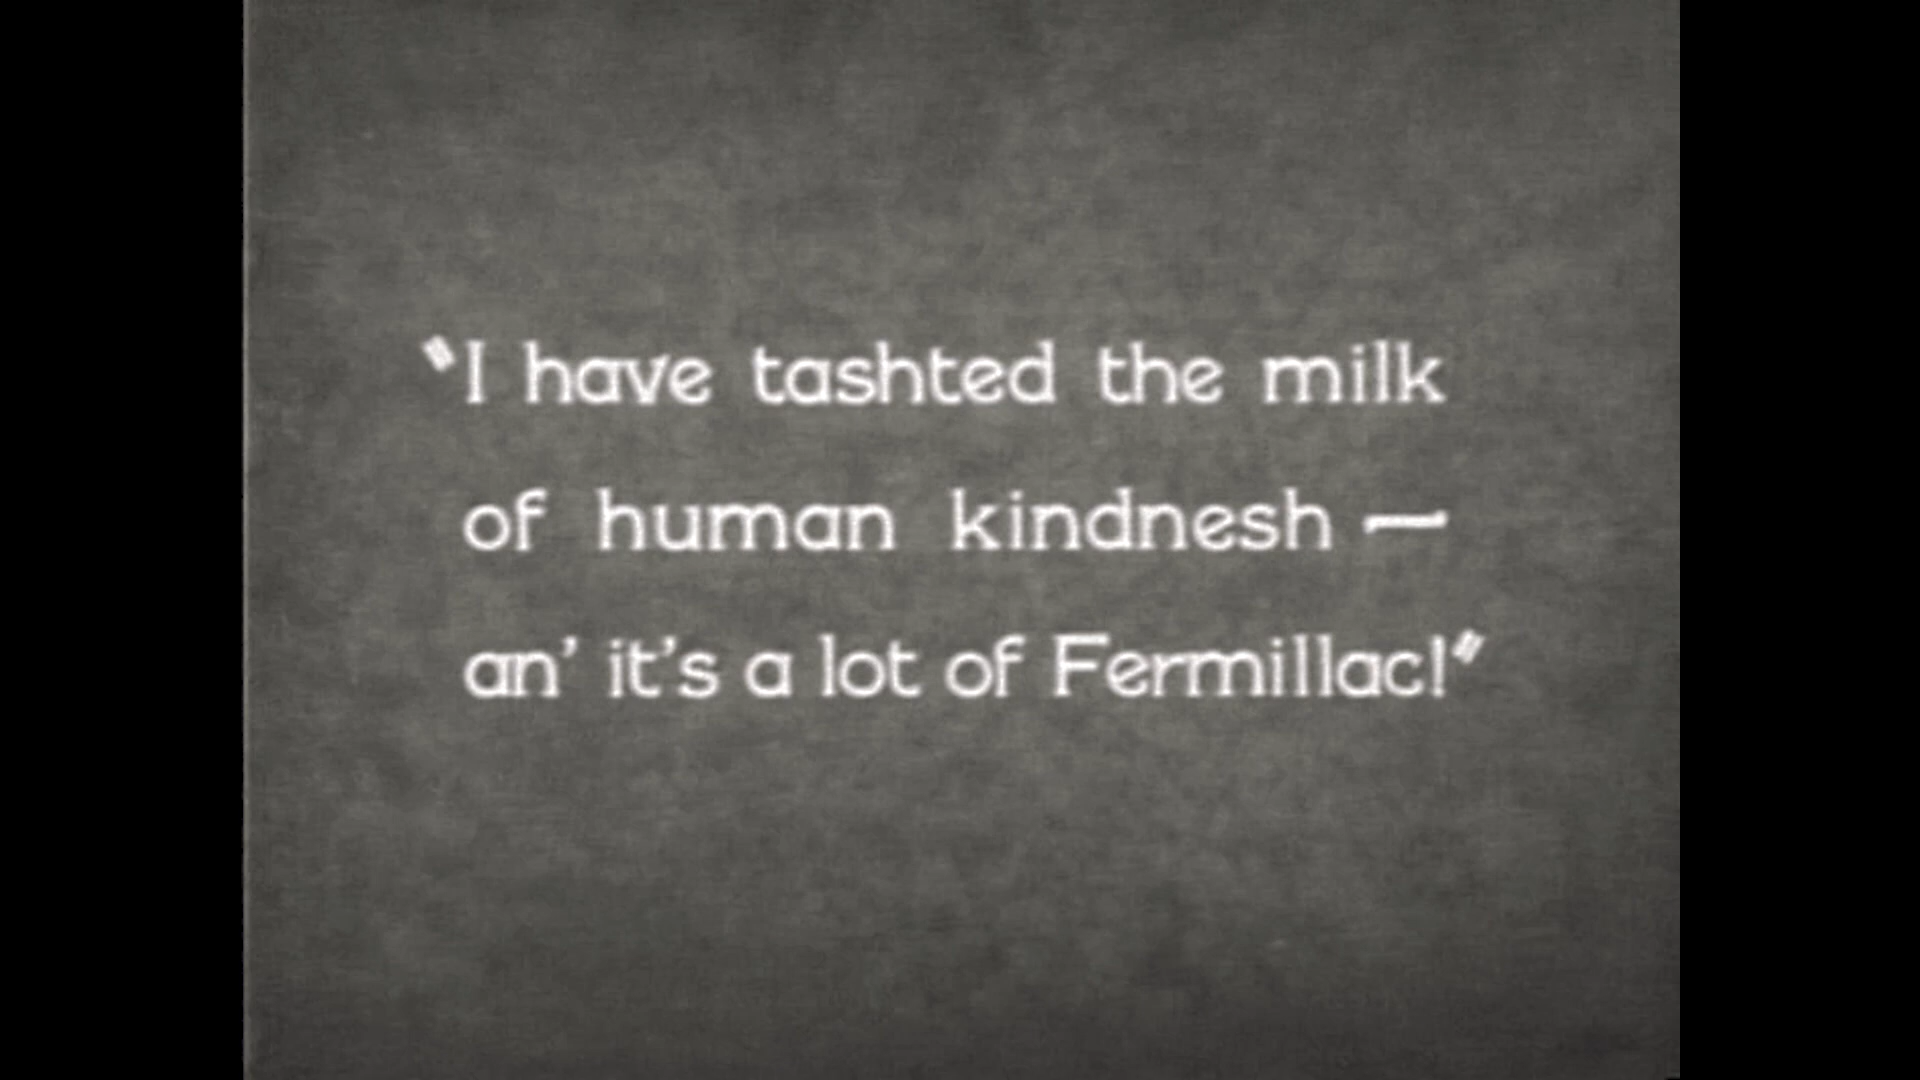 "I have tashted the milk
of human kindnesh —
an' it's a lot of Fermillac!"